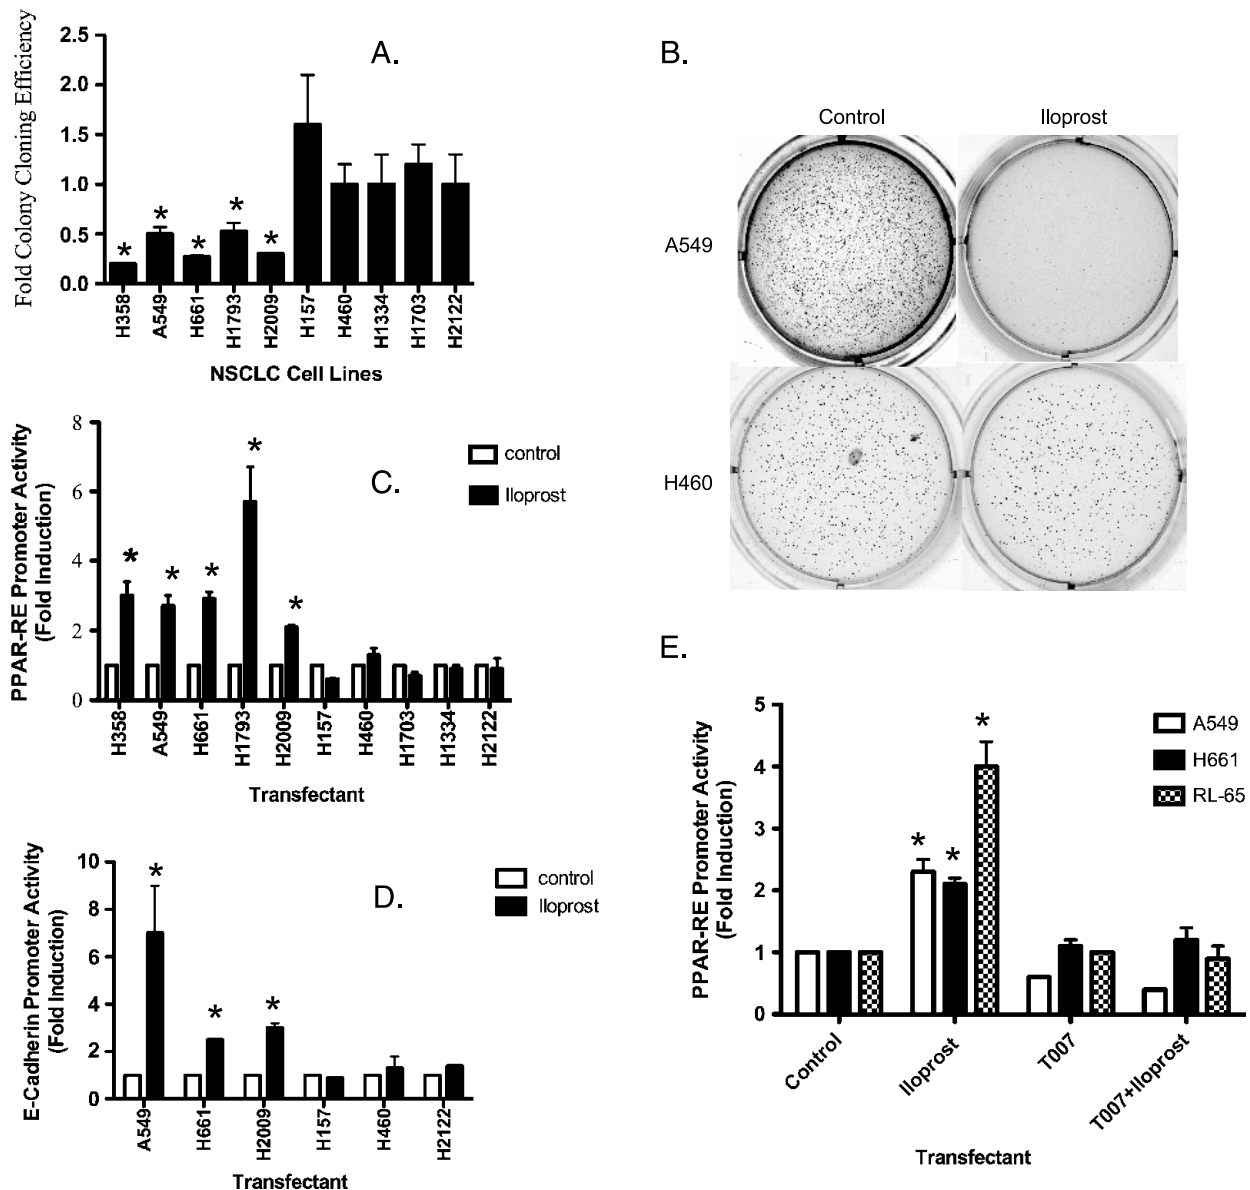 A.
Fold Colony Cloning Efficiency
2.5
2.0
1.5
1.0
0.5
0.0
* * * * *
H358 A549 H661 H1793 H2009 H157 H460 H1334 H1703 H2122
NSCLC Cell Lines
B.
Control Iloprost
A549
H460
C.
PPAR-RE Promoter Activity
(Fold Induction)
8
6
4
2
0
* * * * *
control
Iloprost
H358 A549 H661 H1793 H2009 H157 H460 H1703 H1334 H2122
Transfectant
D.
E-Cadherin Promoter Activity
(Fold Induction)
10
8
6
4
2
0
* * *
control
Iloprost
A549 H661 H2009 H157 H460 H2122
Transfectant
E.
PPAR-RE Promoter Activity
(Fold Induction)
5
4
3
2
1
0
* * *
A549
H661
RL-65
Control Iloprost T007 T007+Iloprost
Transfectant